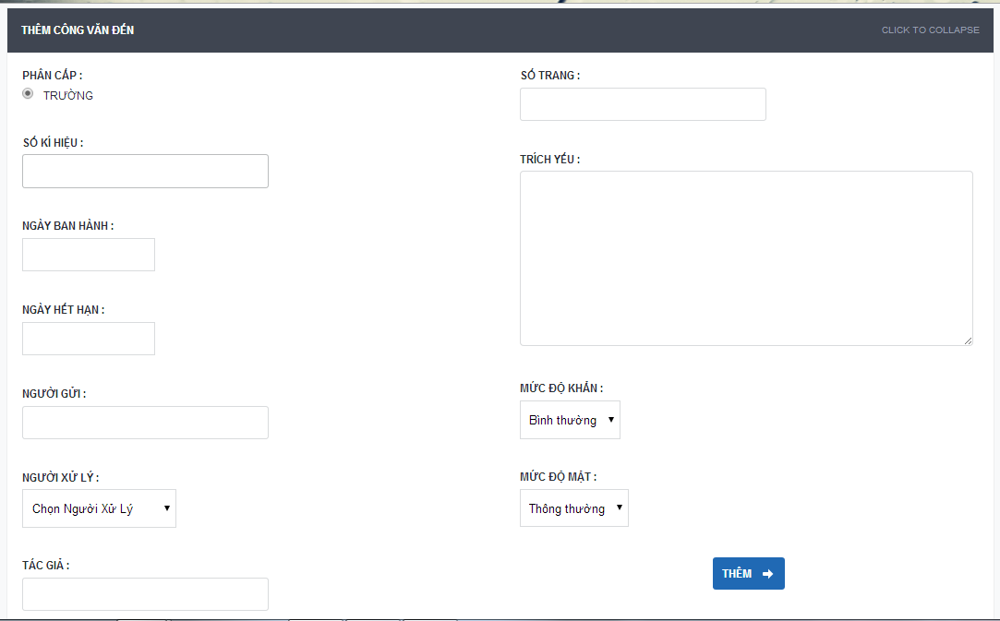 THÊM CÔNG VĂN ĐẾN
CLICK TO COLLAPSE
PHÂN CẤP :
TRƯỜNG
SỐ KÍ HIỆU :
NGÀY BAN HÀNH :
NGÀY HẾT HẠN :
NGƯỜI GỬI :
NGƯỜI XỬ LÝ :
Chọn Người Xử Lý
TÁC GIẢ :
SỐ TRANG :
TRÍCH YẾU :
MỨC ĐỘ KHẨN :
Bình thường
MỨC ĐỘ MẬT :
Thông thường
THÊM